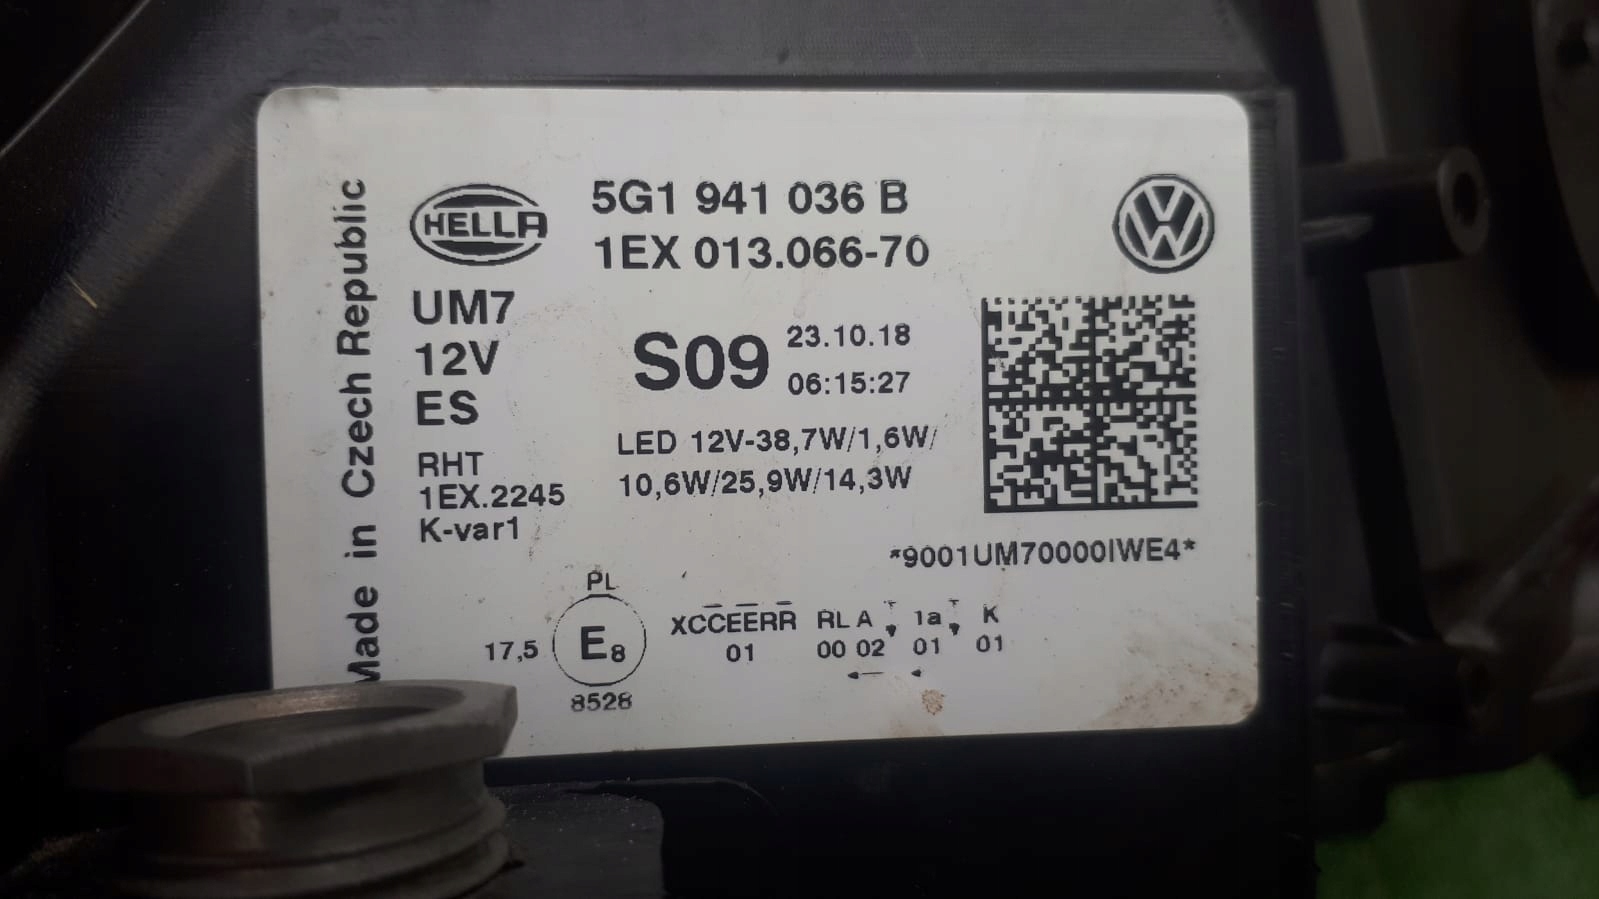 Made in Czech Republic
HELLA
5G1 941 036 B
1EX 013.066-70
UM7
12V
ES
S09
23.10.18
06:15:27
RHT
1EX.2245
K-var1
LED 12V-38,7W/1,6W/
10,6W/25,9W/14,3W
*9001UM70000IWE4*
PL
17,5
E8
8528
XCCEERR RL A 1a K
01 00 02 01 01